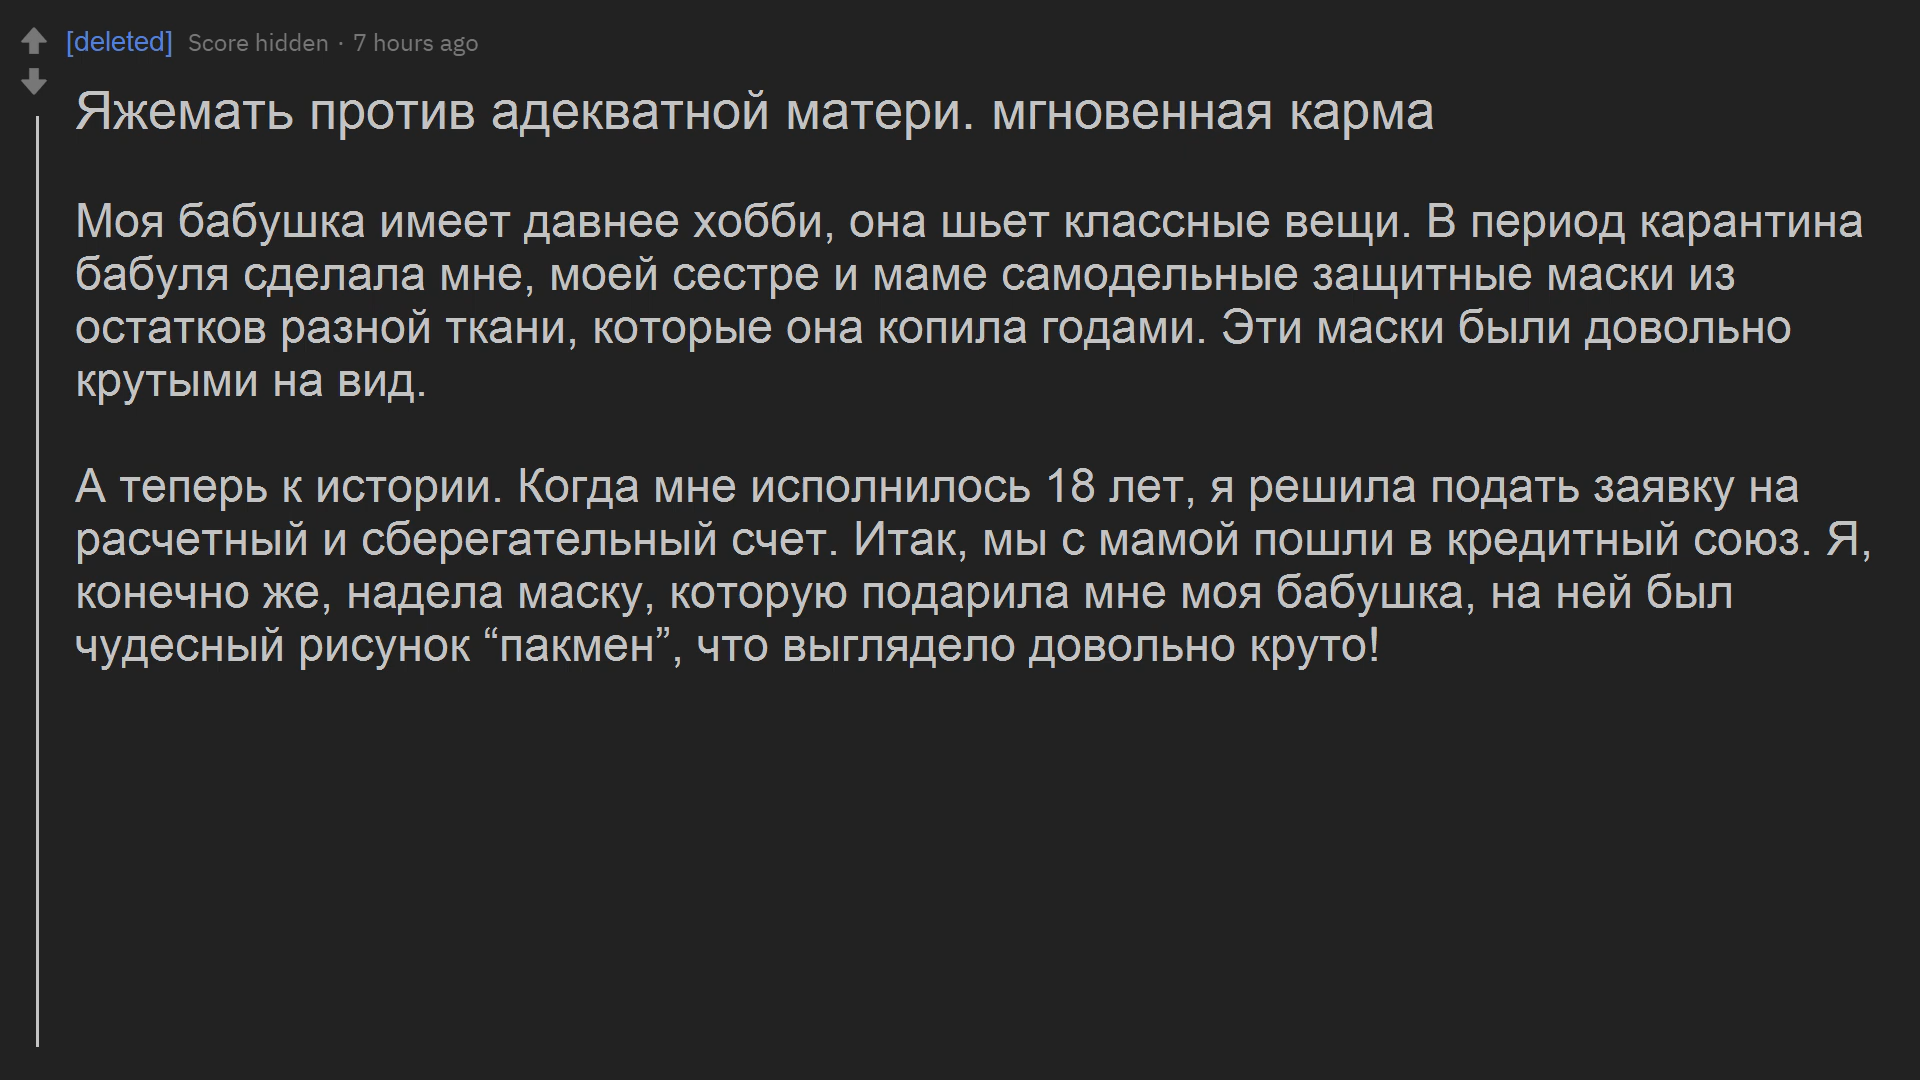 [deleted] Score hidden · 7 hours ago
Яжемать против адекватной матери. мгновенная карма
Моя бабушка имеет давнее хобби, она шьет классные вещи. В период карантина
бабуля сделала мне, моей сестре и маме самодельные защитные маски из
остатков разной ткани, которые она копила годами. Эти маски были довольно
крутыми на вид.
А теперь к истории. Когда мне исполнилось 18 лет, я решила подать заявку на
расчетный и сберегательный счет. Итак, мы с мамой пошли в кредитный союз. Я,
конечно же, надела маску, которую подарила мне моя бабушка, на ней был
чудесный рисунок “пакмен”, что выглядело довольно круто!